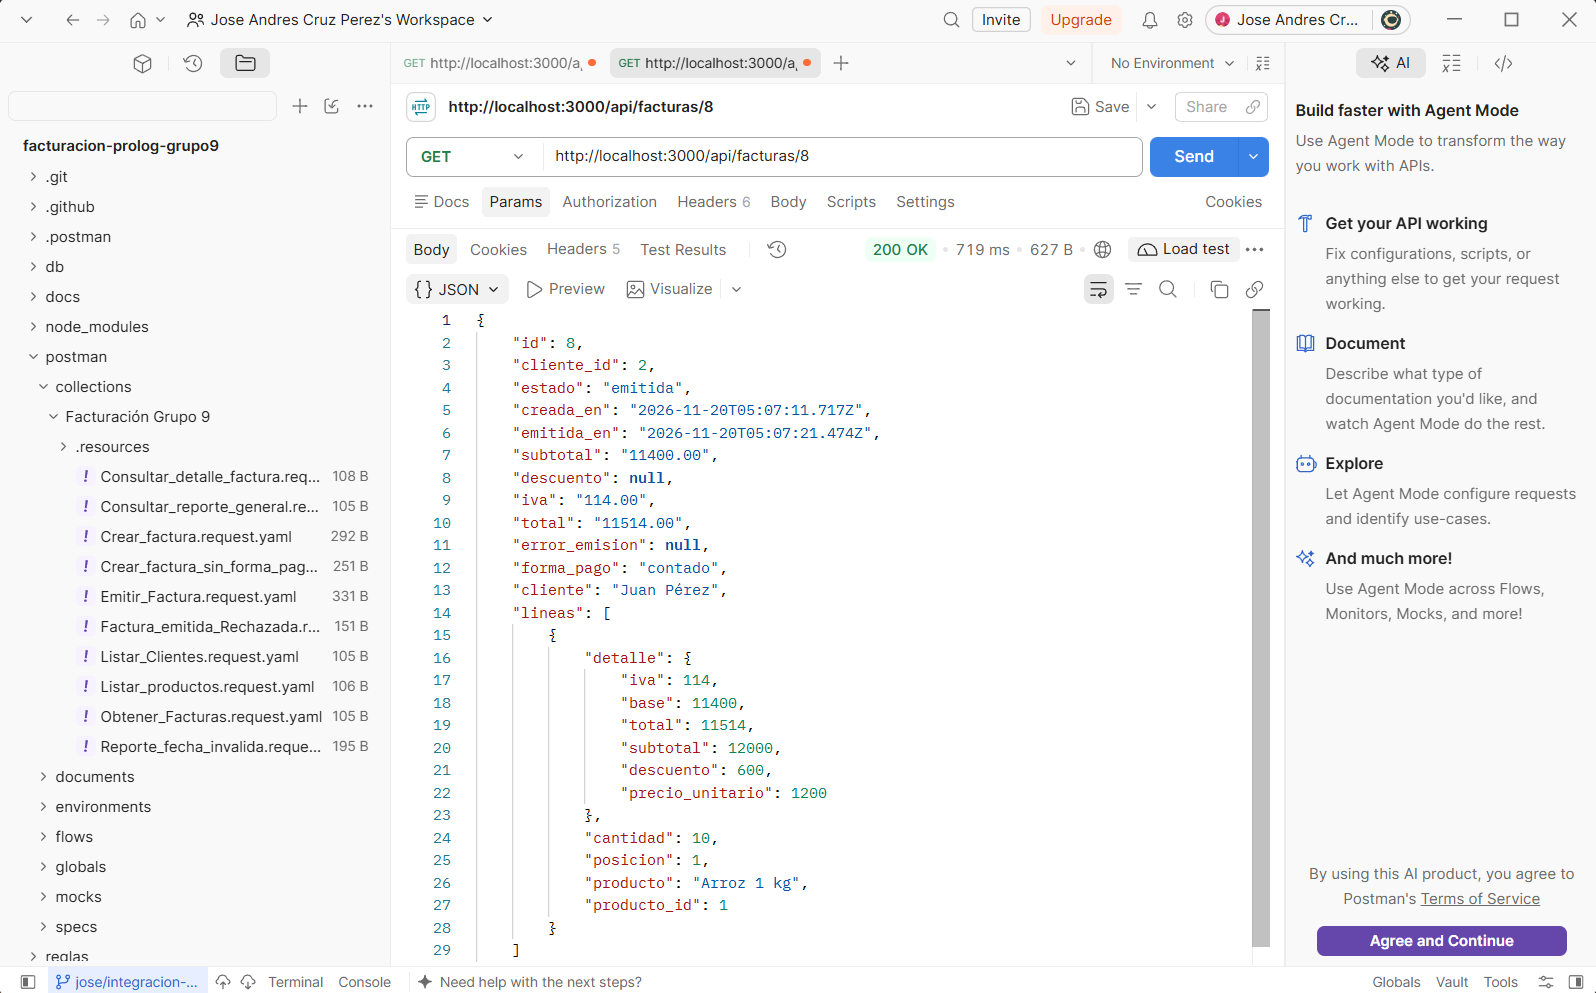 Jose Andres Cruz Perez's Workspace
Invite
Upgrade
Jose Andres Cr...
GET http://localhost:3000/a
GET http://localhost:3000/a
No Environment
AI
HTTP http://localhost:3000/api/facturas/8
Save
Share
facturacion-prolog-grupo9
.git
.github
.postman
db
docs
node_modules
postman
collections
Facturación Grupo 9
.resources
! Consultar_detalle_factura.req... 108 B
! Consultar_reporte_general.re... 105 B
! Crear_factura.request.yaml 292 B
! Crear_factura_sin_forma_pag... 251 B
! Emitir_Factura.request.yaml 331 B
! Factura_emitida_Rechazada.r... 151 B
! Listar_Clientes.request.yaml 105 B
! Listar_productos.request.yaml 106 B
! Obtener_Facturas.request.yaml 105 B
! Reporte_fecha_invalida.reque... 195 B
documents
environments
flows
globals
mocks
specs
reglas
GET http://localhost:3000/api/facturas/8
Send
Docs Params Authorization Headers 6 Body Scripts Settings Cookies
Body Cookies Headers 5 Test Results 200 OK • 719 ms • 627 B • Load test
{} JSON Preview Visualize
1 {
2 "id": 8,
3 "cliente_id": 2,
4 "estado": "emitida",
5 "creada_en": "2026-11-20T05:07:11.717Z",
6 "emitida_en": "2026-11-20T05:07:21.474Z",
7 "subtotal": "11400.00",
8 "descuento": null,
9 "iva": "114.00",
10 "total": "11514.00",
11 "error_emision": null,
12 "forma_pago": "contado",
13 "cliente": "Juan Pérez",
14 "lineas": [
15 {
16 "detalle": {
17 "iva": 114,
18 "base": 11400,
19 "total": 11514,
20 "subtotal": 12000,
21 "descuento": 600,
22 "precio_unitario": 1200
23 },
24 "cantidad": 10,
25 "posicion": 1,
26 "producto": "Arroz 1 kg",
27 "producto_id": 1
28 }
29 ]
Build faster with Agent Mode
Use Agent Mode to transform the way
you work with APIs.
Get your API working
Fix configurations, scripts, or
anything else to get your request
working.
Document
Describe what type of
documentation you'd like, and
watch Agent Mode do the rest.
Explore
Let Agent Mode configure requests
and identify use-cases.
And much more!
Use Agent Mode across Flows,
Monitors, Mocks, and more!
By using this AI product, you agree to
Postman's Terms of Service
Agree and Continue
jose/integracion-...
Terminal
Console
Need help with the next steps?
Globals
Vault
Tools